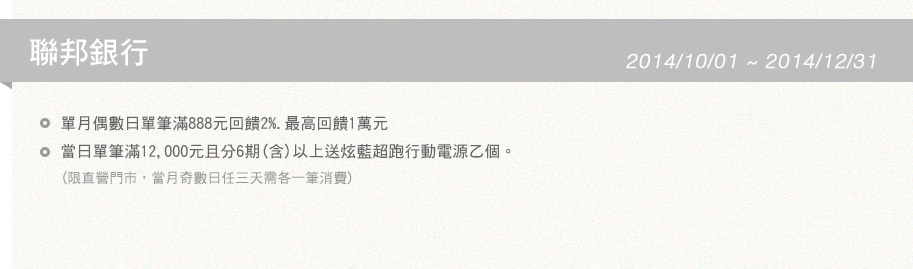 聯邦銀行
2014/10/01 ~ 2014/12/31
單月偶數日單筆滿888元回饋2%.最高回饋1萬元
當日單筆滿12,000元且分6期(含)以上送炫藍超跑行動電源乙個。
(限直營門市，當月奇數日任三天需各一筆消費)